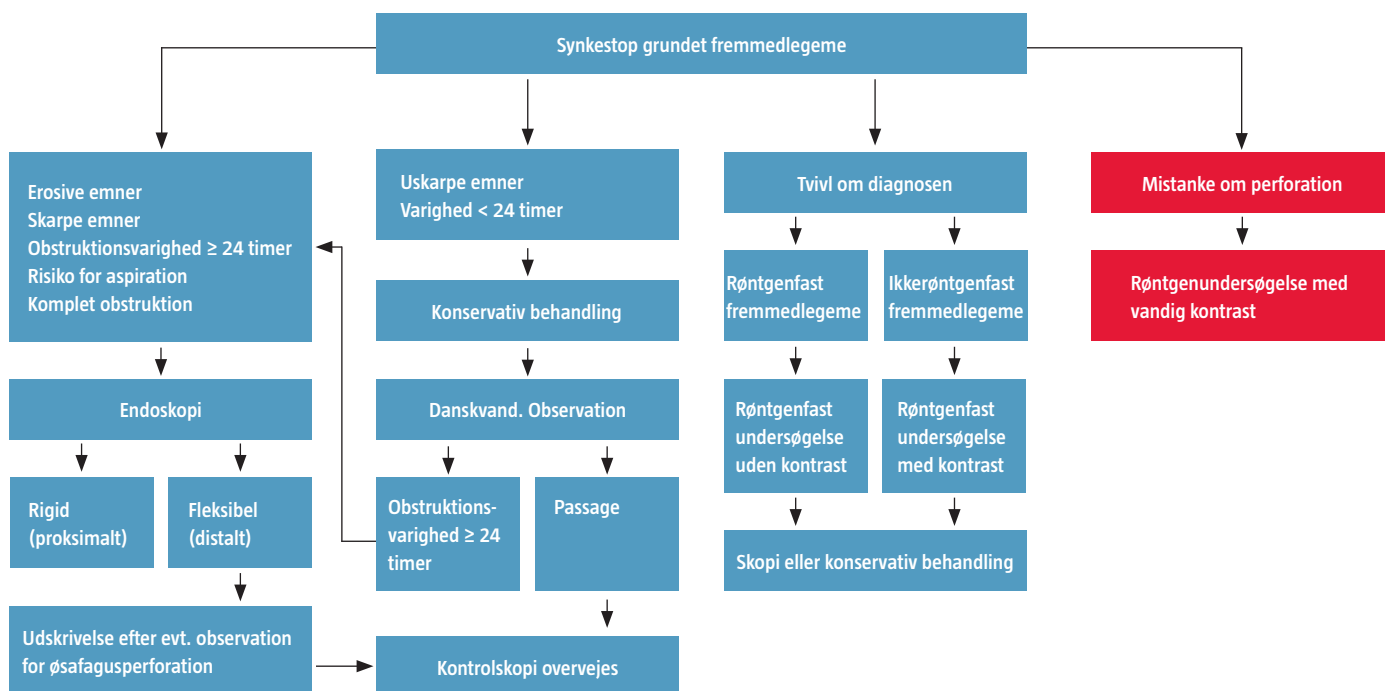 Synkestop grundet fremmedlegeme
Erosive emner
Skarpe emner
Obstruktionsvarighed ≥ 24 timer
Risiko for aspiration
Komplet obstruktion
Endoskopi
Rigid
(proksimalt)
Fleksibel
(distalt)
Udskrivelse efter evt. observation
for øsafagusperforation
Uskarpe emner
Varighed < 24 timer
Konservativ behandling
Danskvand. Observation
Obstruktions-
varighed ≥ 24
timer
Passage
Kontrolskopi overvejes
Tvivl om diagnosen
Røntgenfast
fremmedlegeme
Ikkerøntgenfast
fremmedlegeme
Røntgenfast
undersøgelse
uden kontrast
Røntgenfast
undersøgelse
med kontrast
Skopi eller konservativ behandling
Mistanke om perforation
Røntgenundersøgelse med
vandig kontrast